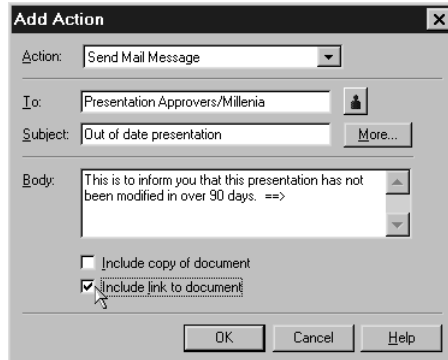 Add Action
Action: Send Mail Message
To: Presentation Approvers/Millenia
Subject: Out of date presentation More...
Body: This is to inform you that this presentation has not
been modified in over 90 days. ==>
Include copy of document
Include link to document
OK Cancel Help